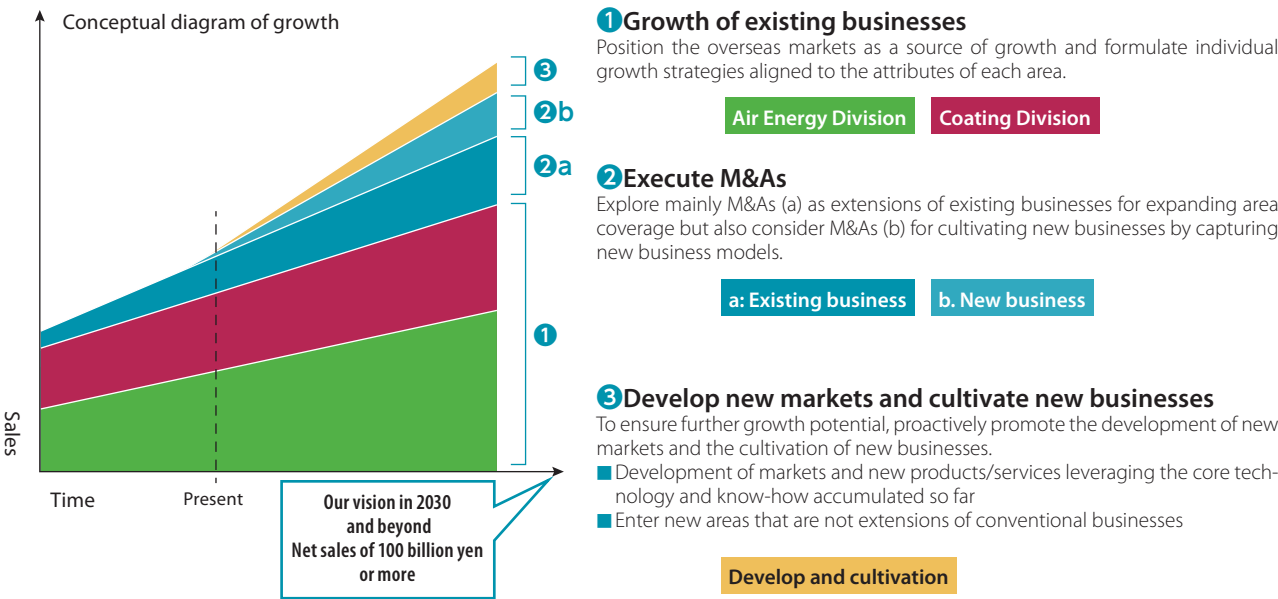 Conceptual diagram of growth
❸
❷b
❷a
❶
Sales
Time
Present
Our vision in 2030
and beyond
Net sales of 100 billion yen
or more
❶Growth of existing businesses
Position the overseas markets as a source of growth and formulate individual
growth strategies aligned to the attributes of each area.
Air Energy Division
Coating Division
❷Execute M&As
Explore mainly M&As (a) as extensions of existing businesses for expanding area
coverage but also consider M&As (b) for cultivating new businesses by capturing
new business models.
a: Existing business
b. New business
❸Develop new markets and cultivate new businesses
To ensure further growth potential, proactively promote the development of new
markets and the cultivation of new businesses.
■ Development of markets and new products/services leveraging the core tech-
nology and know-how accumulated so far
■ Enter new areas that are not extensions of conventional businesses
Develop and cultivation